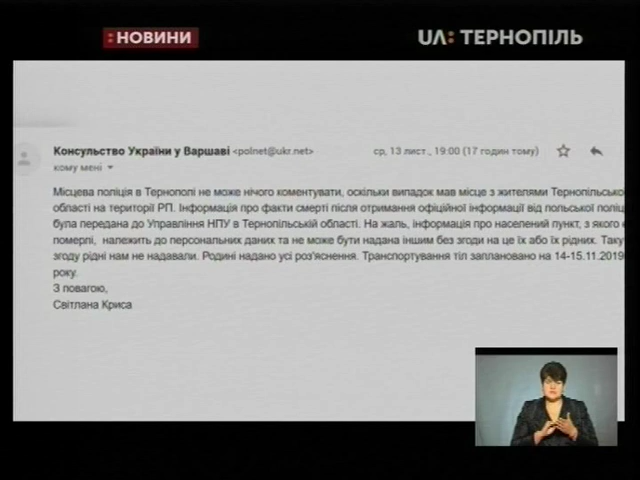 :НОВИНИ
UA: ТЕРНОПІЛЬ
Консульство України у Варшаві <polnet@ukr.net>
ср, 13 лист., 19:00 (17 годин тому)
кому мені
Місцева поліція в Тернополі не може нічого коментувати, оскільки випадок мав місце з жителями Тернопільсько
області на території РП. Інформація про факти смерті після отримання офіційної інформації від польської поліц
була передана до Управління НПУ в Тернопільській області. На жаль, інформація про населений пункт, з якого
померлі, належить до персональних даних та не може бути надана іншим без згоди на це їх або їх рідних. Таку
згоду рідні нам не надавали. Родині надано усі роз'яснення. Транспортування тіл заплановано на 14-15.11.2019
року.
З повагою,
Світлана Криса